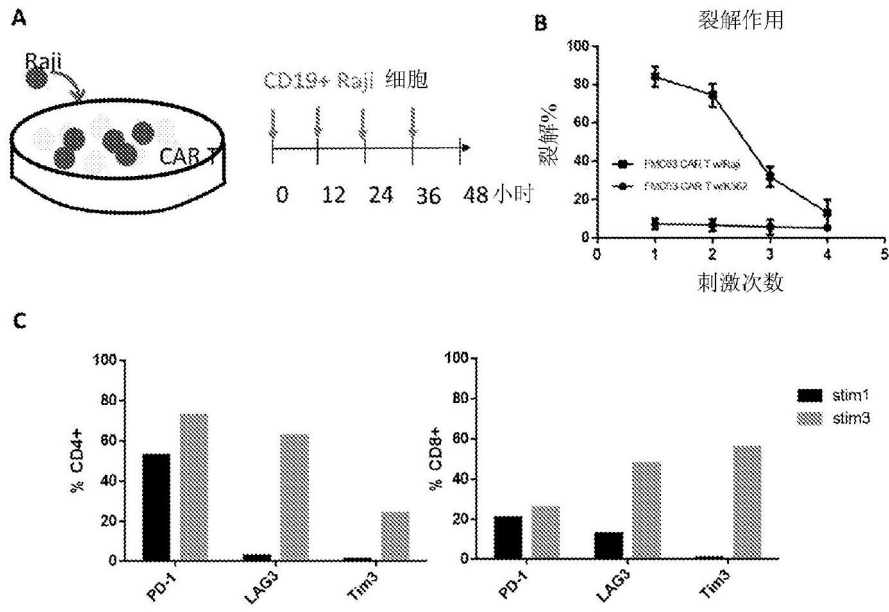 A
Raji
CAR T
CD19+ Raji 细胞
0 12 24 36 48 小时
B
裂解作用
裂解%
100
80
60
40
20
0
FMC63 CAR T w/Raji
FMC63 CAR T w/K562
0 1 2 3 4 5
刺激次数
C
% CD4+
100
80
60
40
20
0
PD-1 LAG3 Tim3
% CD8+
100
80
60
40
20
0
PD-1 LAG3 Tim3
stim1
stim3